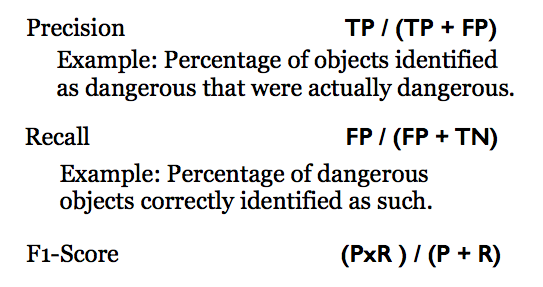 Precision TP / (TP + FP)
Example: Percentage of objects identified
as dangerous that were actually dangerous.
Recall FP / (FP + TN)
Example: Percentage of dangerous
objects correctly identified as such.
F1-Score (PxR ) / (P + R)